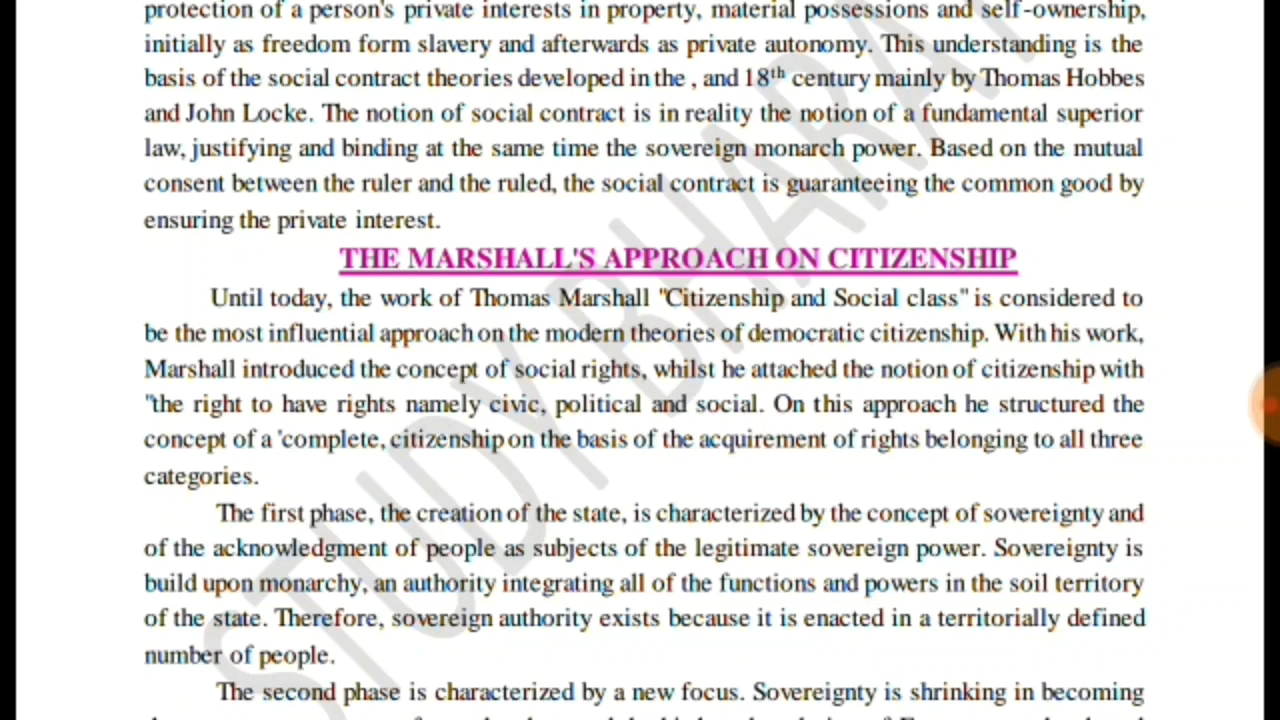 protection of a person's private interests in property, material possessions and self-ownership,
initially as freedom form slavery and afterwards as private autonomy. This understanding is the
basis of the social contract theories developed in the , and 18th century mainly by Thomas Hobbes
and John Locke. The notion of social contract is in reality the notion of a fundamental superior
law, justifying and binding at the same time the sovereign monarch power. Based on the mutual
consent between the ruler and the ruled, the social contract is guaranteeing the common good by
ensuring the private interest.
THE MARSHALL'S APPROACH ON CITIZENSHIP
Until today, the work of Thomas Marshall "Citizenship and Social class" is considered to
be the most influential approach on the modern theories of democratic citizenship. With his work,
Marshall introduced the concept of social rights, whilst he attached the notion of citizenship with
"the right to have rights namely civic, political and social. On this approach he structured the
concept of a 'complete, citizenship on the basis of the acquirement of rights belonging to all three
categories.
The first phase, the creation of the state, is characterized by the concept of sovereignty and
of the acknowledgment of people as subjects of the legitimate sovereign power. Sovereignty is
build upon monarchy, an authority integrating all of the functions and powers in the soil territory
of the state. Therefore, sovereign authority exists because it is enacted in a territorially defined
number of people.
The second phase is characterized by a new focus. Sovereignty is shrinking in becoming
STUDY BHARAT